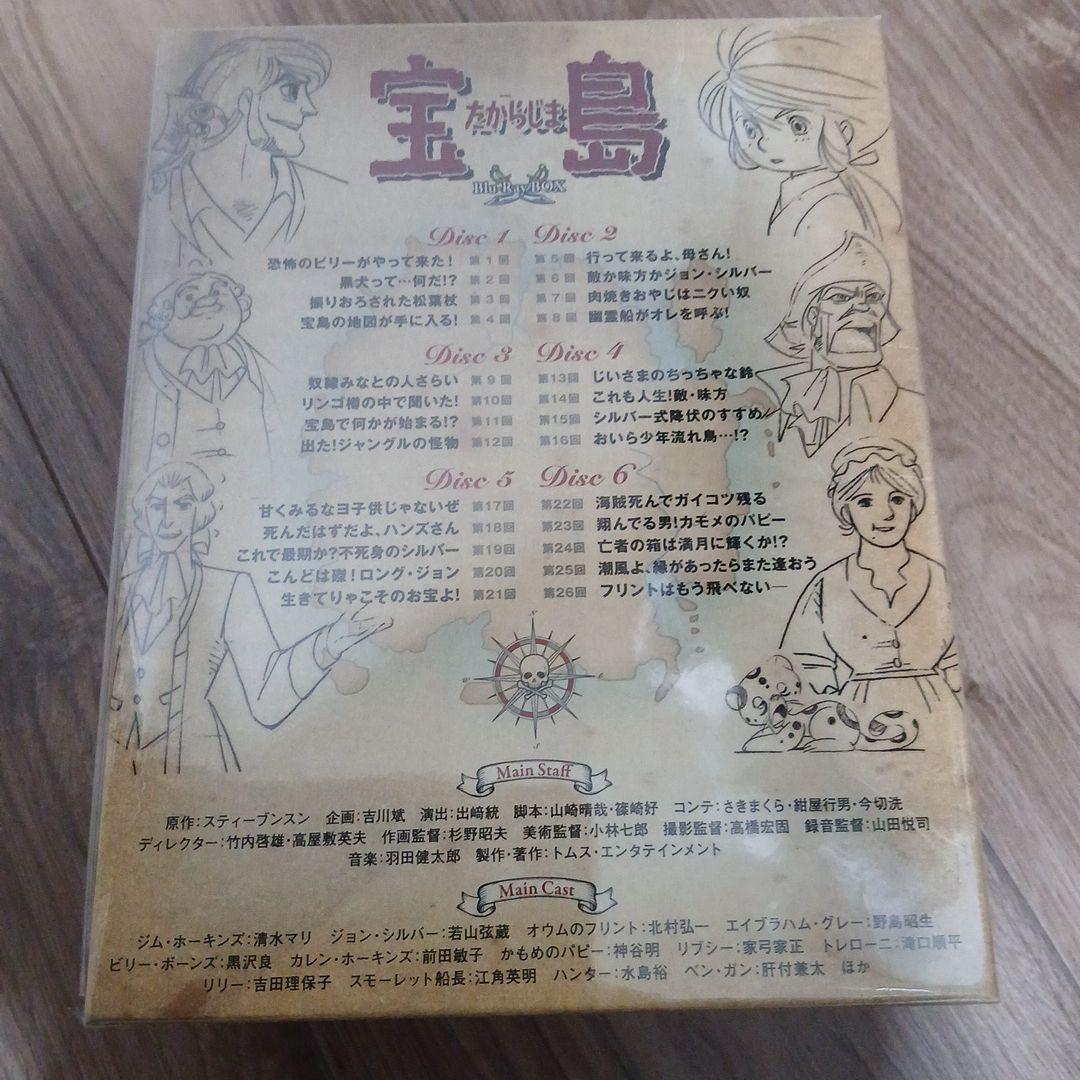 宝島
たからじま
Blu-Ray BOX
Disc 1
恐怖のビリーがやって来た! 第1回
黒犬って…何だ!? 第2回
振りおろされた松葉杖 第3回
宝島の地図が手に入る! 第4回
Disc 2
第5回 行って来るよ、母さん!
第6回 敵か味方かジョン・シルバー
第7回 肉焼きおやじはニクい奴
第8回 幽霊船がオレを呼ぶ!
Disc 3
奴隷みなとの人さらい 第9回
リンゴ樽の中で聞いた! 第10回
宝島で何かが始まる!? 第11回
出た!ジャングルの怪物 第12回
Disc 4
第13回 じいさまのちっちゃな鈴
第14回 これも人生!敵・味方
第15回 シルバー式降伏のすすめ
第16回 おいら少年流れ鳥…!?
Disc 5
甘くみるなヨ子供じゃないぜ 第17回
死んだはずだよ、ハンズさん 第18回
これで最期か?不死身のシルバー 第19回
こんどは磔!ロング・ジョン 第20回
生きてりゃこそのお宝よ! 第21回
Disc 6
第22回 海賊死んでガイコツ残る
第23回 翔んでる男!カモメのパピー
第24回 亡者の箱は満月に輝くか!?
第25回 潮風よ、縁があったらまた逢おう
第26回 フリントはもう飛べない―
N
S
Main Staff
原作:スティーブンスン 企画:吉川斌 演出:出﨑統 脚本:山崎晴哉・篠崎好 コンテ:さきまくら・紺屋行男・今切洗
ディレクター:竹内啓雄・高屋敷英夫 作画監督:杉野昭夫 美術監督:小林七郎 撮影監督:高橋宏固 録音監督:山田悦司
音楽:羽田健太郎 製作・著作:トムス・エンタテインメント
Main Cast
ジム・ホーキンズ:清水マリ ジョン・シルバー:若山弦蔵 オウムのフリント:北村弘一 エイブラハム・グレー:野島昭生
ビリー・ボーンズ:黒沢良 カレン・ホーキンズ:前田敏子 かもめのパピー:神谷明 リブシー:家弓家正 トレローニ:滝口順平
リリー:吉田理保子 スモーレット船長:江角英明 ハンター:水島裕 ベン・ガン:肝付兼太 ほか